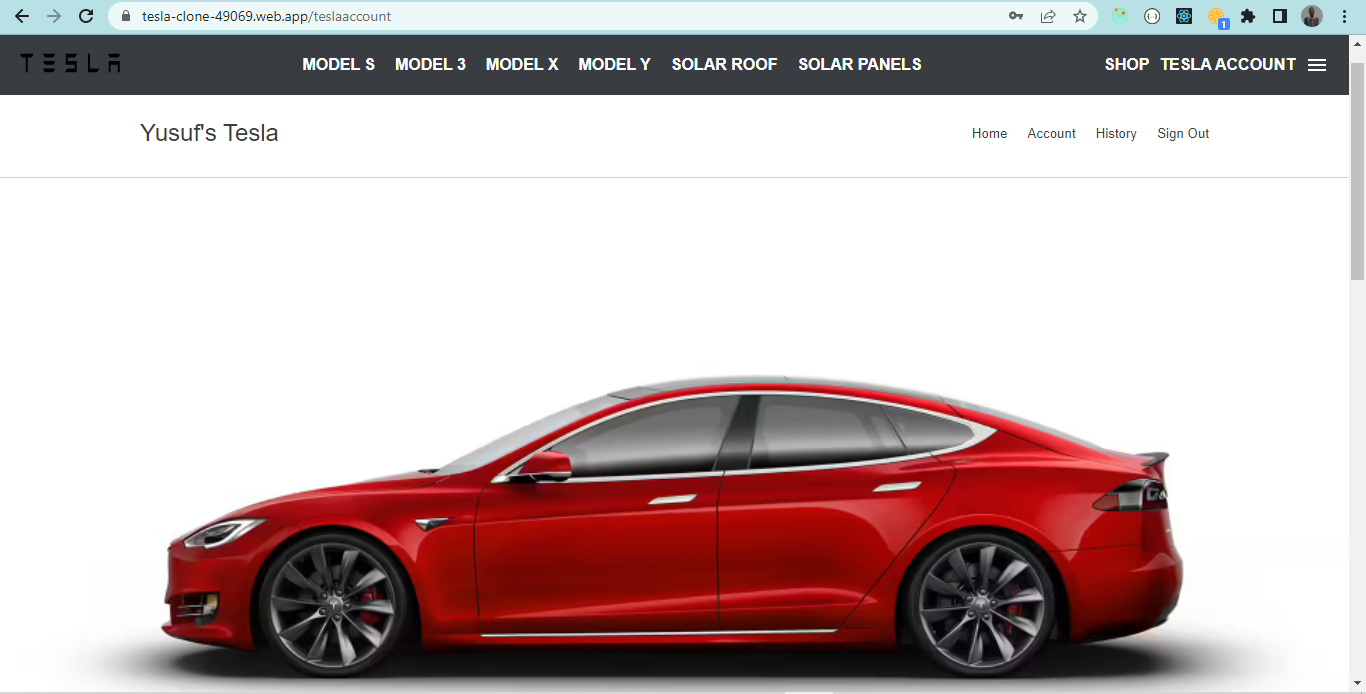 tesla-clone-49069.web.app/teslaaccount
1
TESLA MODEL S MODEL 3 MODEL X MODEL Y SOLAR ROOF SOLAR PANELS SHOP TESLA ACCOUNT
Yusuf's Tesla Home Account History Sign Out